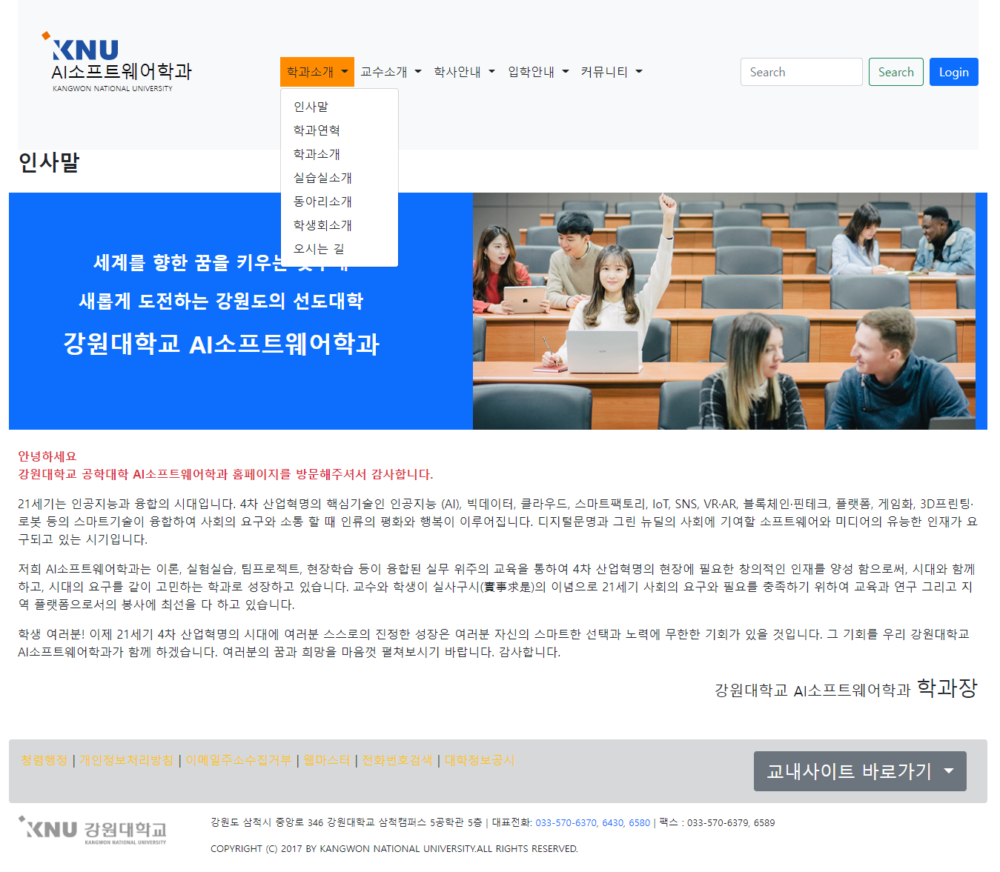 KNU
AI소프트웨어학과
KANGWON NATIONAL UNIVERSITY
학과소개 교수소개 학사안내 입학안내 커뮤니티
Search Search Login
인사말
학과연혁
학과소개
실습실소개
동아리소개
학생회소개
오시는 길
인사말
세계를 향한 꿈을 키우는
새롭게 도전하는 강원도의 선도대학
강원대학교 AI소프트웨어학과
안녕하세요
강원대학교 공학대학 AI소프트웨어학과 홈페이지를 방문해주셔서 감사합니다.
21세기는 인공지능과 융합의 시대입니다. 4차 산업혁명의 핵심기술인 인공지능 (AI), 빅데이터, 클라우드, 스마트팩토리, IoT, SNS, VR·AR, 블록체인·핀테크, 플랫폼, 게임화, 3D프린팅·
로봇 등의 스마트기술이 융합하여 사회의 요구와 소통 할 때 인류의 평화와 행복이 이루어집니다. 디지털문명과 그린 뉴딜의 사회에 기여할 소프트웨어와 미디어의 유능한 인재가 요
구되고 있는 시기입니다.
저희 AI소프트웨어학과는 이론, 실험실습, 팀프로젝트, 현장학습 등이 융합된 실무 위주의 교육을 통하여 4차 산업혁명의 현장에 필요한 창의적인 인재를 양성 함으로써, 시대와 함께
하고, 시대의 요구를 같이 고민하는 학과로 성장하고 있습니다. 교수와 학생이 실사구시(實事求是)의 이념으로 21세기 사회의 요구와 필요를 충족하기 위하여 교육과 연구 그리고 지
역 플랫폼으로서의 봉사에 최선을 다 하고 있습니다.
학생 여러분! 이제 21세기 4차 산업혁명의 시대에 여러분 스스로의 진정한 성장은 여러분 자신의 스마트한 선택과 노력에 무한한 기회가 있을 것입니다. 그 기회를 우리 강원대학교
AI소프트웨어학과가 함께 하겠습니다. 여러분의 꿈과 희망을 마음껏 펼쳐보시기 바랍니다. 감사합니다.
강원대학교 AI소프트웨어학과 학과장
청렴행정 | 개인정보처리방침 | 이메일주소수집거부 | 웹마스터 | 전화번호검색 | 대학정보공시
교내사이트 바로가기
KNU 강원대학교
KANGWON NATIONAL UNIVERSITY
강원도 삼척시 중앙로 346 강원대학교 삼척캠퍼스 5공학관 5층 | 대표전화: 033-570-6370, 6430, 6580 | 팩스 : 033-570-6379, 6589
COPYRIGHT (C) 2017 BY KANGWON NATIONAL UNIVERSITY.ALL RIGHTS RESERVED.